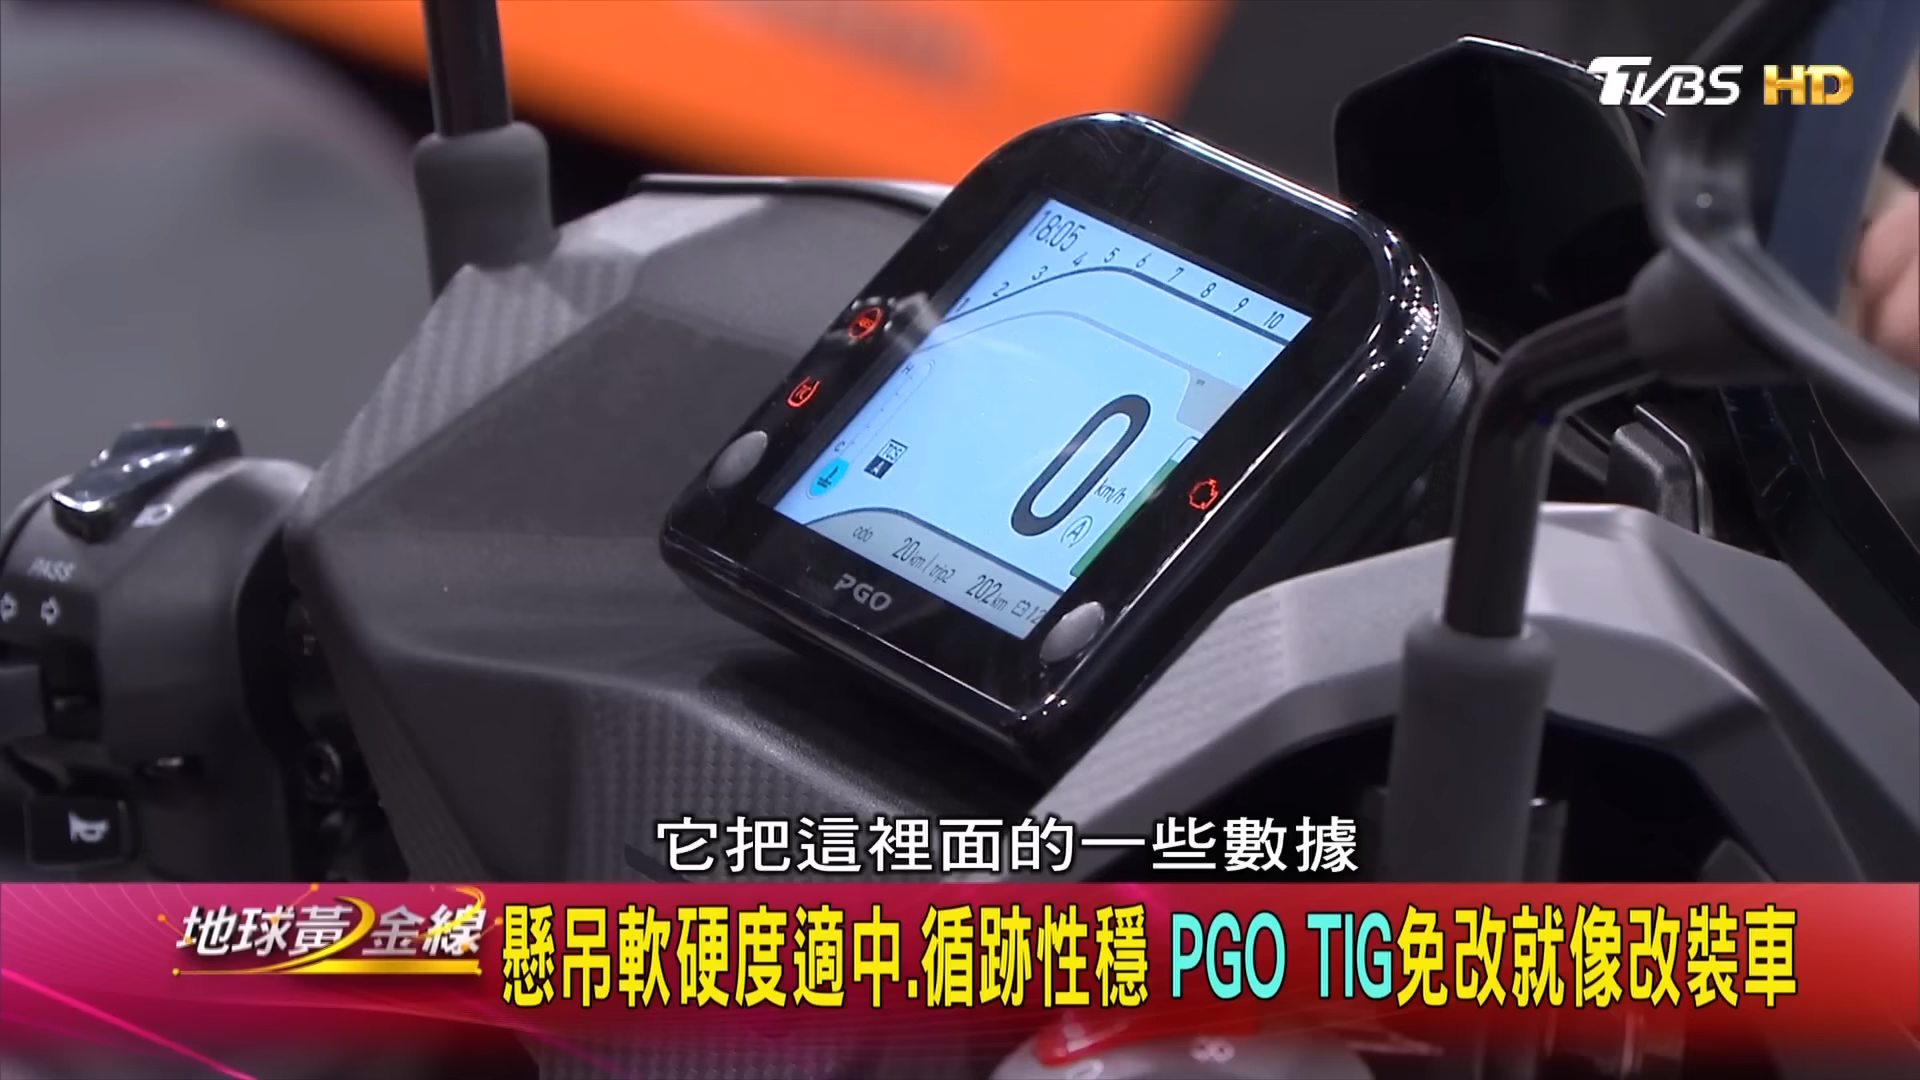 TVBS HD
18:05
1 2 3 4 5 6 7 8 9 10
H
C
TCS
A
0
km/h
A
odo 20km / trip2 202km
PGO
PASS
它把這裡面的一些數據
地球黃金線
懸吊軟硬度適中.循跡性穩 PGO TIG免改就像改裝車